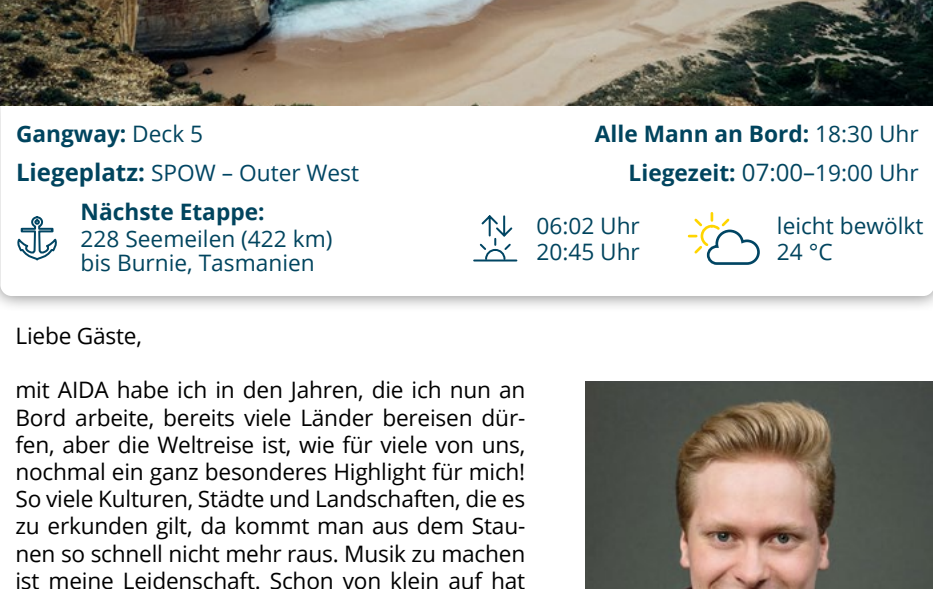 Gangway: Deck 5
Alle Mann an Bord: 18:30 Uhr
Liegeplatz: SPOW – Outer West
Liegezeit: 07:00–19:00 Uhr
Nächste Etappe:
228 Seemeilen (422 km)
bis Burnie, Tasmanien
06:02 Uhr
20:45 Uhr
leicht bewölkt
24 °C
Liebe Gäste,
mit AIDA habe ich in den Jahren, die ich nun an
Bord arbeite, bereits viele Länder bereisen dür-
fen, aber die Weltreise ist, wie für viele von uns,
nochmal ein ganz besonderes Highlight für mich!
So viele Kulturen, Städte und Landschaften, die es
zu erkunden gilt, da kommt man aus dem Stau-
nen so schnell nicht mehr raus. Musik zu machen
ist meine Leidenschaft. Schon von klein auf hat